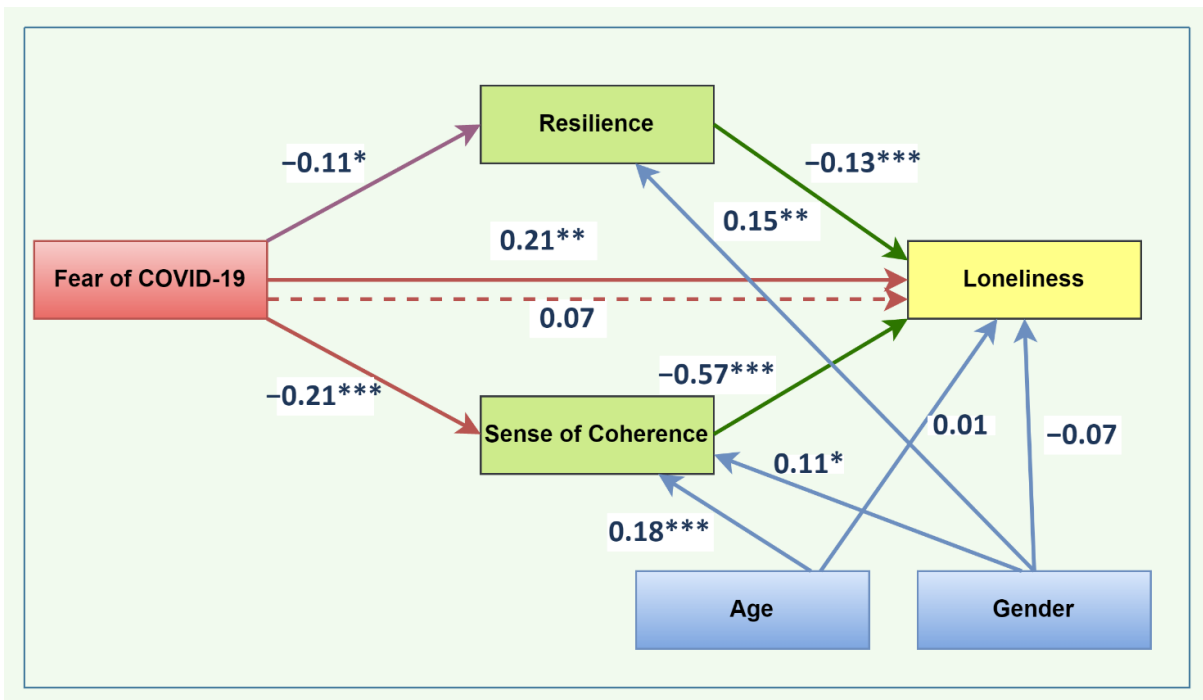 Resilience
−0.11*
−0.13***
0.15**
0.21**
Fear of COVID-19
Loneliness
0.07
−0.57***
−0.21***
Sense of Coherence
0.01
−0.07
0.11*
0.18***
Age
Gender